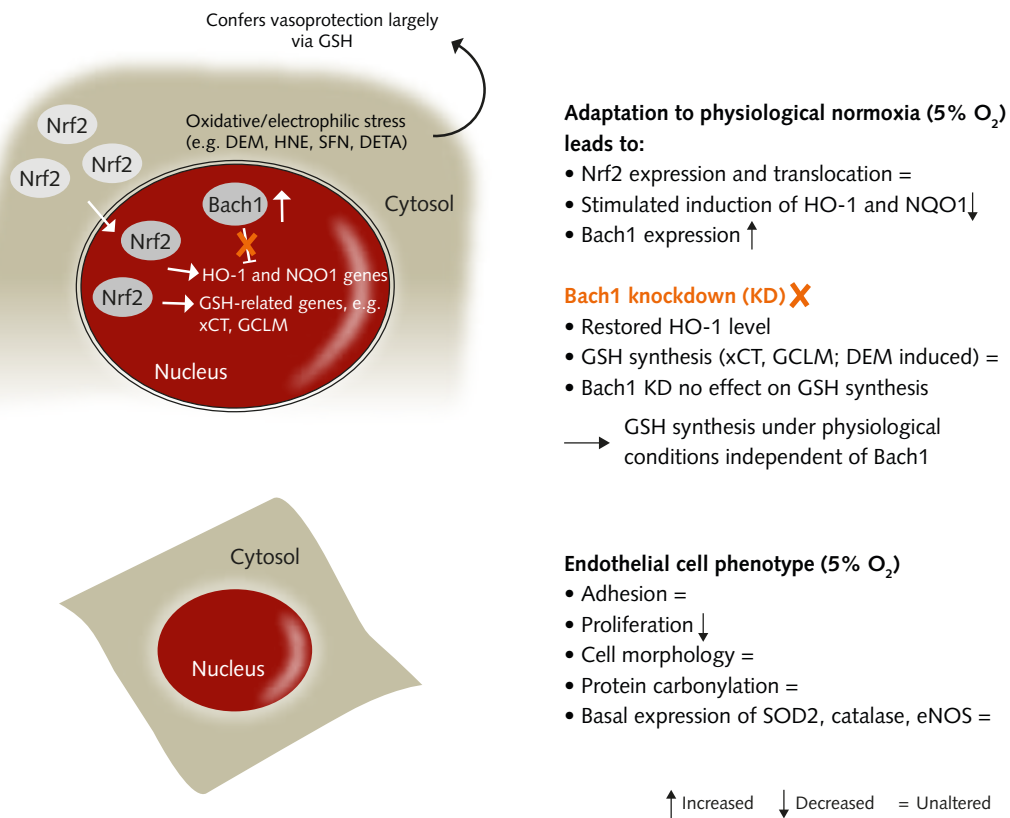 Confers vasoprotection largely
via GSH
Oxidative/electrophilic stress
(e.g. DEM, HNE, SFN, DETA)
Nrf2
Nrf2
Nrf2
Cytosol
Bach1
Nrf2
HO-1 and NQO1 genes
Nrf2
GSH-related genes, e.g.
xCT, GCLM
Nucleus
Adaptation to physiological normoxia (5% O₂)
leads to:
• Nrf2 expression and translocation =
• Stimulated induction of HO-1 and NQO1↓
• Bach1 expression ↑
Bach1 knockdown (KD) X
• Restored HO-1 level
• GSH synthesis (xCT, GCLM; DEM induced) =
• Bach1 KD no effect on GSH synthesis
→ GSH synthesis under physiological
conditions independent of Bach1
Cytosol
Nucleus
Endothelial cell phenotype (5% O₂)
• Adhesion =
• Proliferation ↓
• Cell morphology =
• Protein carbonylation =
• Basal expression of SOD2, catalase, eNOS =
↑ Increased ↓ Decreased = Unaltered